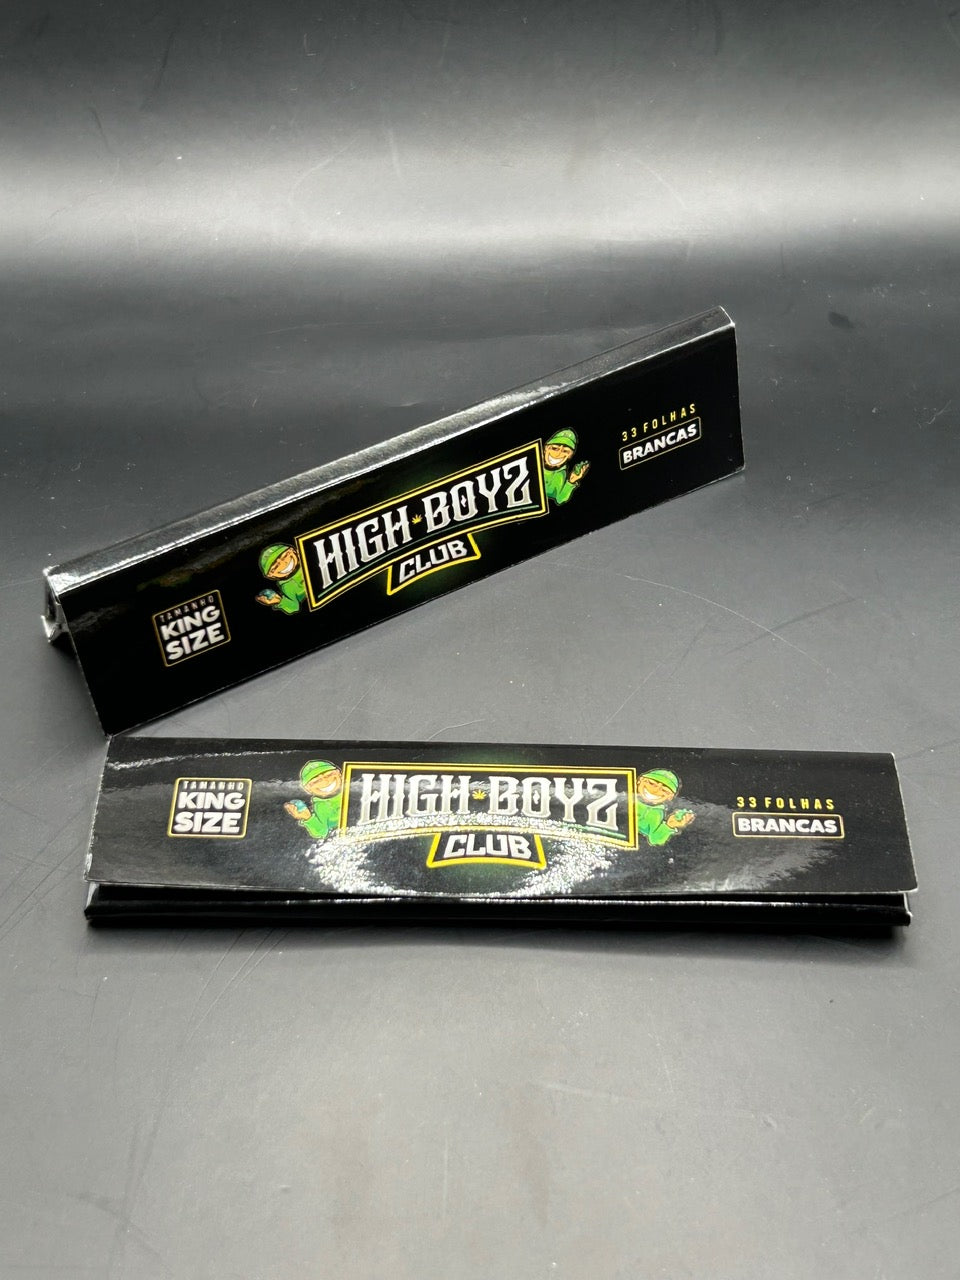 33 FOLHAS
BRANCAS
HIGH BOYZ
CLUB
TAMANHO
KING
SIZE
TAMANHO
KING
SIZE
HIGH BOYZ
CLUB
33 FOLHAS
BRANCAS